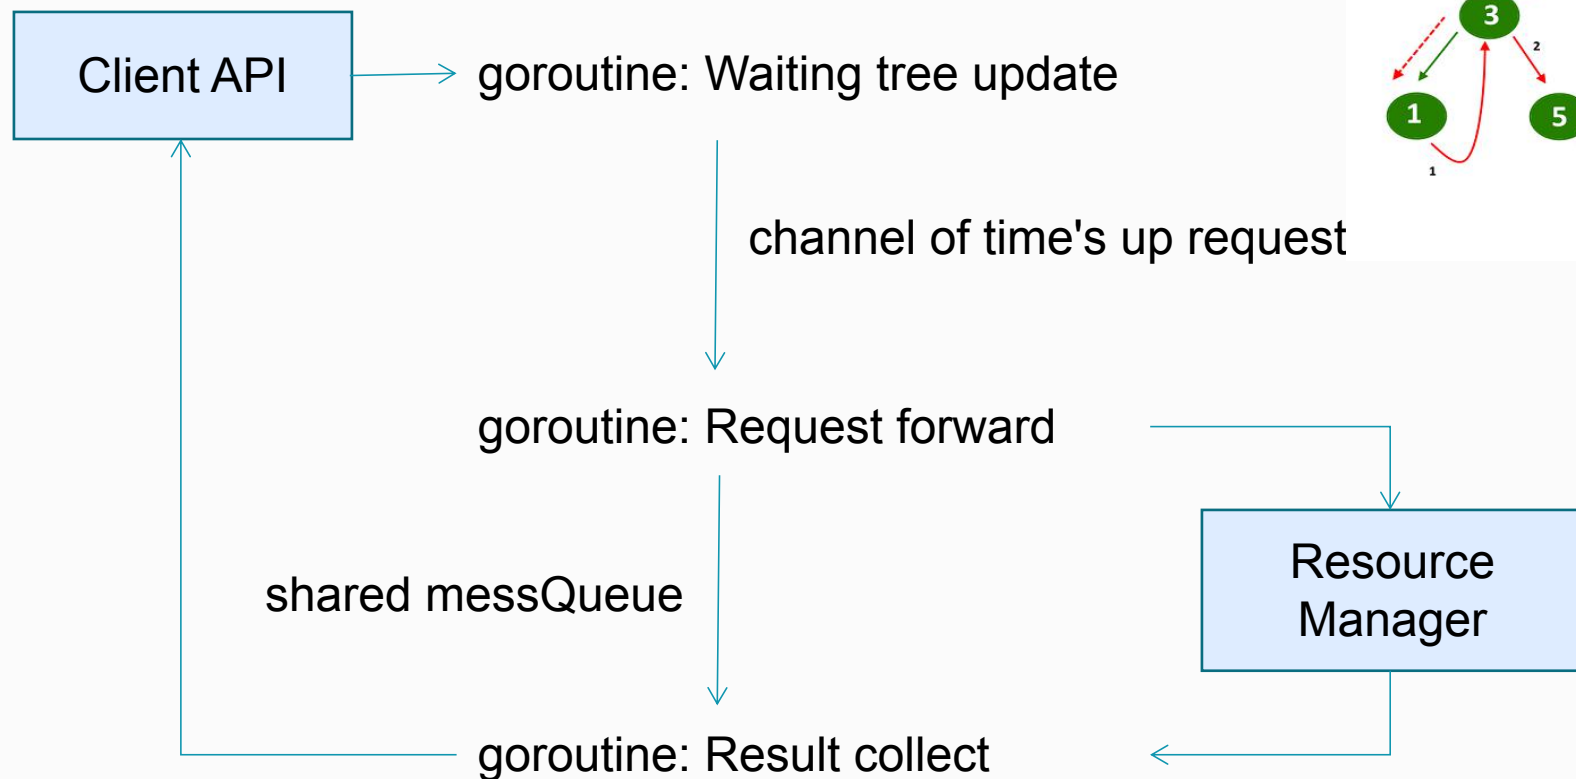 Client API
goroutine: Waiting tree update
3
2
1
5
1
channel of time's up request
goroutine: Request forward
Resource
Manager
shared messQueue
goroutine: Result collect